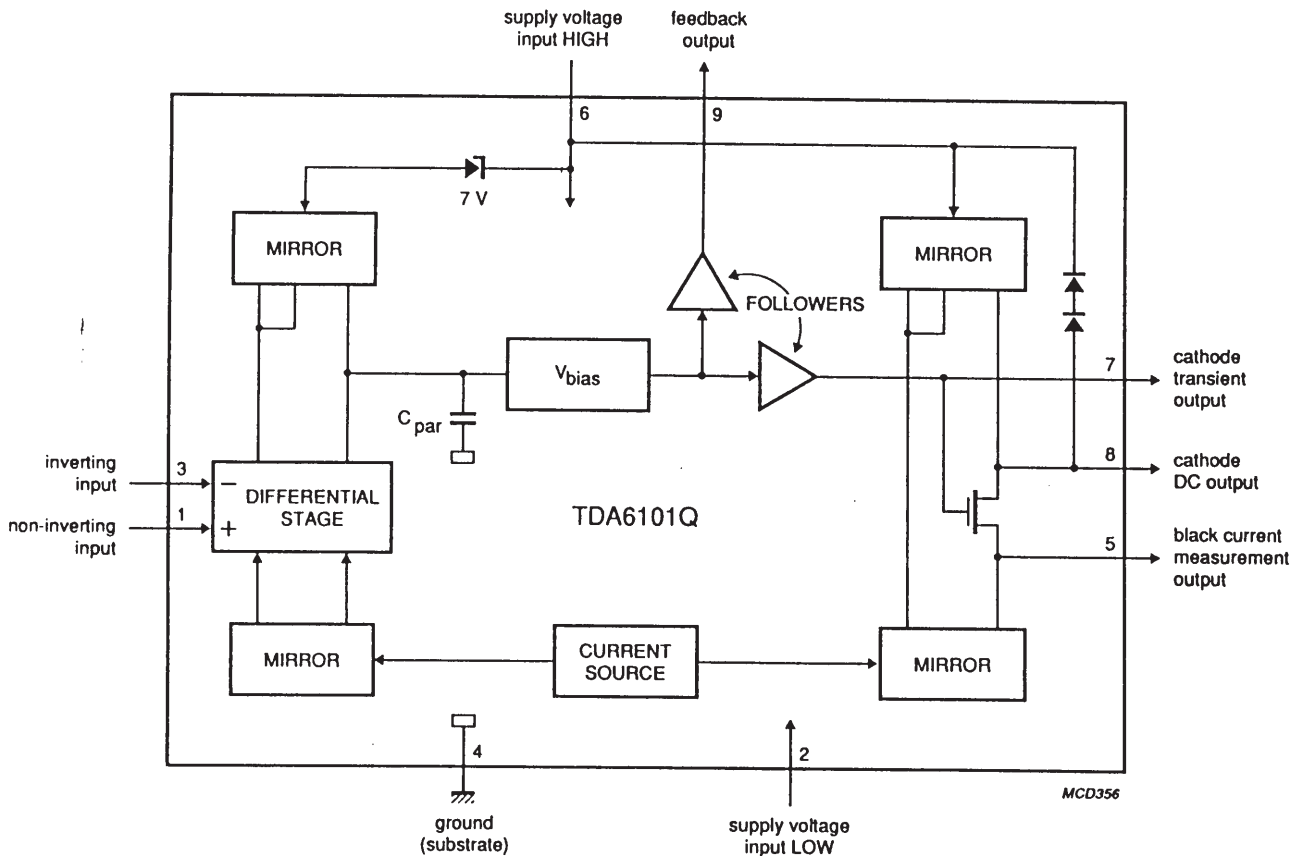 supply voltage
input HIGH
feedback
output
6
9
7 V
MIRROR
MIRROR
FOLLOWERS
Vbias
Cpar
7
cathode
transient
output
8
cathode
DC output
inverting
input
3
−
DIFFERENTIAL
STAGE
non-inverting
input
1
+
TDA6101Q
5
black current
measurement
output
MIRROR
CURRENT
SOURCE
MIRROR
4
2
MCD356
ground
(substrate)
supply voltage
input LOW